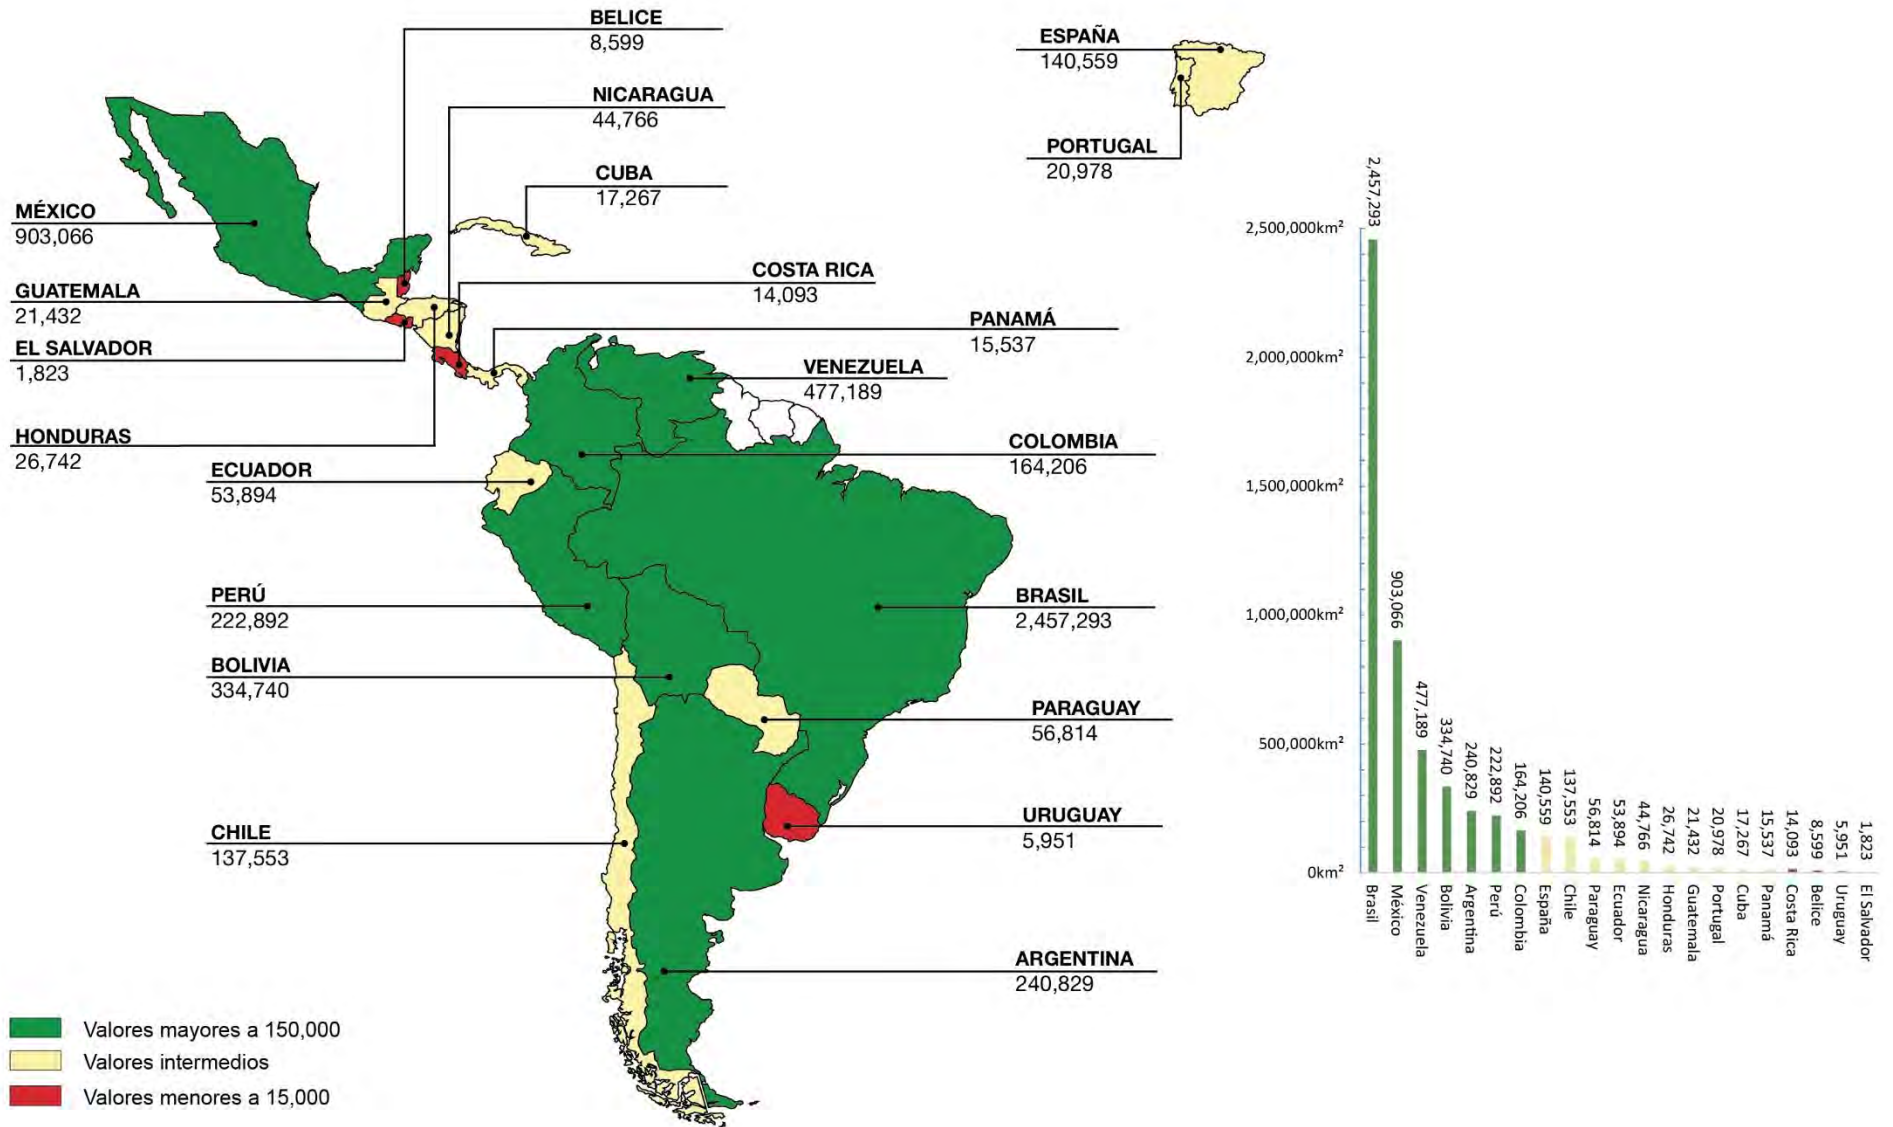 BELICE
8,599
NICARAGUA
44,766
CUBA
17,267
MÉXICO
903,066
GUATEMALA
21,432
EL SALVADOR
1,823
HONDURAS
26,742
COSTA RICA
14,093
PANAMÁ
15,537
VENEZUELA
477,189
COLOMBIA
164,206
ECUADOR
53,894
PERÚ
222,892
BRASIL
2,457,293
BOLIVIA
334,740
PARAGUAY
56,814
URUGUAY
5,951
CHILE
137,553
ARGENTINA
240,829
ESPAÑA
140,559
PORTUGAL
20,978
Valores mayores a 150,000
Valores intermedios
Valores menores a 15,000
2,500,000km²
2,000,000km²
1,500,000km²
1,000,000km²
500,000km²
0km²
2,457,293
903,066
477,189
334,740
240,829
222,892
164,206
140,559
137,553
56,814
53,894
44,766
26,742
21,432
20,978
17,267
15,537
14,093
8,599
5,951
1,823
Brasil
México
Venezuela
Bolivia
Argentina
Perú
Colombia
España
Chile
Paraguay
Ecuador
Nicaragua
Honduras
Guatemala
Portugal
Cuba
Panamá
Costa Rica
Belice
Uruguay
El Salvador